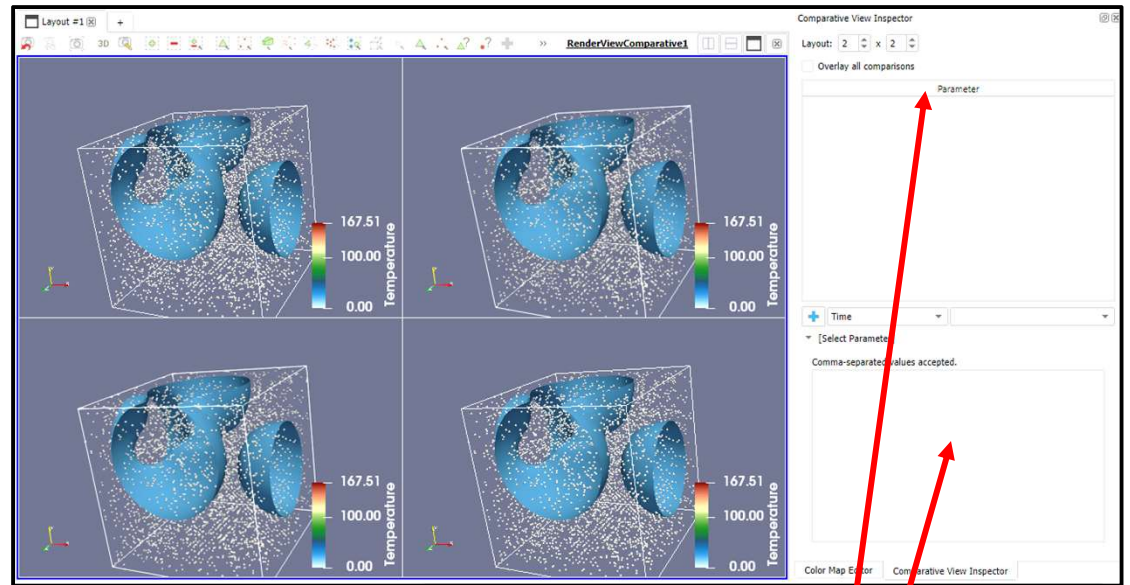 Layout #1 +
Comparative View Inspector
3D » RenderViewComparative1
Layout: 2 x 2
Overlay all comparisons
Parameter
167.51
100.00
0.00
Temperature
167.51
100.00
0.00
Temperature
Time
[Select Paramete
Comma-separated values accepted.
167.51
100.00
0.00
Temperature
167.51
100.00
0.00
Temperature
Color Map Editor Comparative View Inspector